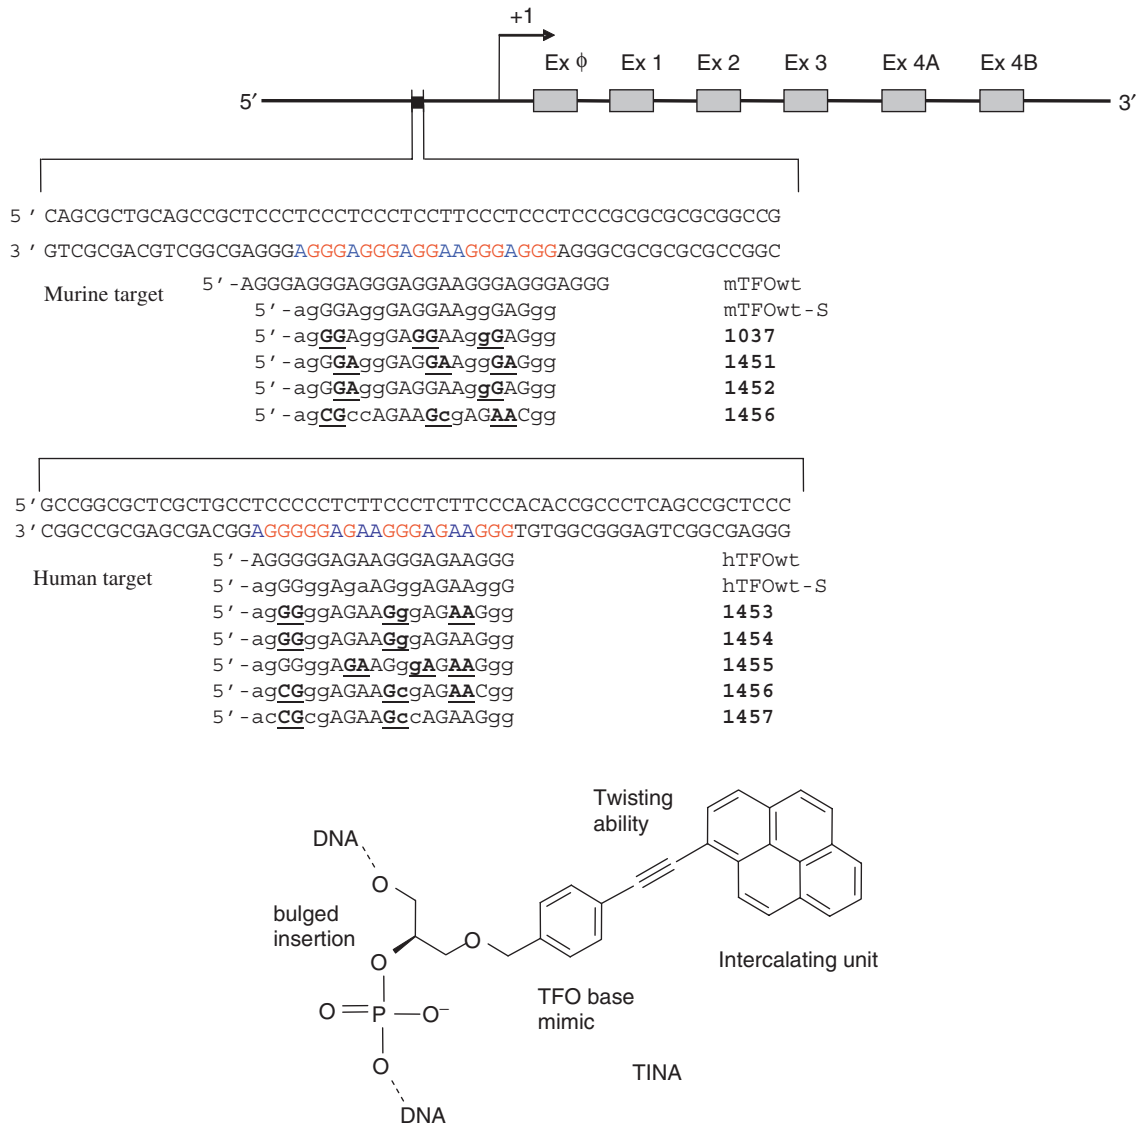 +1
Ex ϕ Ex 1 Ex 2 Ex 3 Ex 4A Ex 4B
5′ 3′
5′CAGCGCTGCAGCCGCTCCCTCCCTCCCTCCTTCCCTCCCTCCCGCGCGCGCGGCCG
3′GTCGCGACGTCGGCGAGGGAGGGAGGGAGGAAGGGAGGGAGGGCGCGCGCGCCGGC
Murine target
5′-AGGGAGGGAGGGAGGAAGGGAGGGAGGG mTFOwt
5′-agGGAggGAGGAAggGAGgg mTFOwt-S
5′-agGGAggGAGGAAggGAGgg 1037
5′-agGGAggGAGGAAggGAGgg 1451
5′-agGGAggGAGGAAggGAGgg 1452
5′-agCGccAGAAGcgAGAACgg 1456
5′GCCGGCGCTCGCTGCCTCCCCCTCTTCCCTCTTCCCACACCGCCCTCAGCCGCTCCC
3′CGGCCGCGAGCGACGGAGGGGGAGAAGGGAGAAGGGTGTGGCGGGAGTCGGCGAGGG
Human target
5′-AGGGGGAGAAGGGAGAAGGG hTFOwt
5′-agGGggAgaAGggAGAAggG hTFOwt-S
5′-agGGggAGAAGggAGAAGgg 1453
5′-agGGggAGAAGggAGAAGgg 1454
5′-agGGggAGAAGggAGAAGgg 1455
5′-agCGggAGAAGcgAGAACgg 1456
5′-acCGcgAGAAGccAGAAGgg 1457
Twisting
ability
DNA
O
bulged
insertion
O
O
Intercalating unit
TFO base
mimic
O P O−
O
TINA
DNA